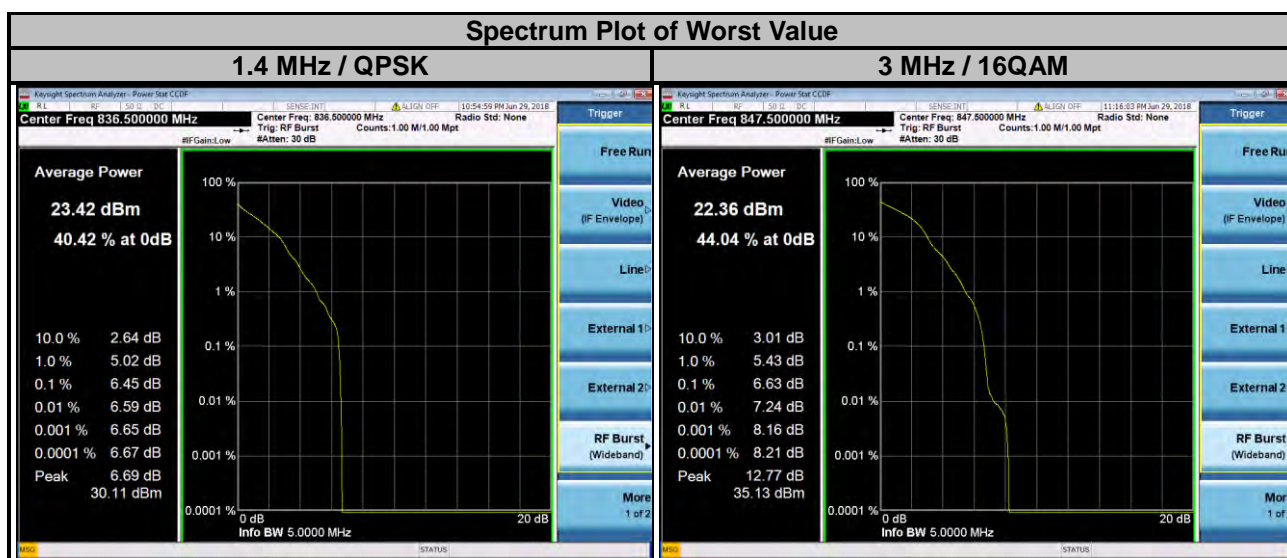 Spectrum Plot of Worst Value
1.4 MHz / QPSK
Keysight Spectrum Analyzer - Power Stat CCDF
RL RF 50 Ω DC SENSE:INT ALIGN OFF 10:54:59 PM Jun 29, 2018
Center Freq 836.500000 MHz
Center Freq: 836.500000 MHz Radio Std: None
Trig: RF Burst Counts:1.00 M/1.00 Mpt
#IFGain:Low #Atten: 30 dB
Average Power
23.42 dBm
40.42 % at 0dB
10.0 % 2.64 dB
1.0 % 5.02 dB
0.1 % 6.45 dB
0.01 % 6.59 dB
0.001 % 6.65 dB
0.0001 % 6.67 dB
Peak 6.69 dB
30.11 dBm
100 %
10 %
1 %
0.1 %
0.01 %
0.001 %
0.0001 %
0 dB 20 dB
Info BW 5.0000 MHz
MSG STATUS
Trigger
Free Run
Video
(IF Envelope)
Line
External 1
External 2
RF Burst
(Wideband)
More
1 of 2
3 MHz / 16QAM
Keysight Spectrum Analyzer - Power Stat CCDF
RL RF 50 Ω DC SENSE:INT ALIGN OFF 11:16:03 PM Jun 29, 2018
Center Freq 847.500000 MHz
Center Freq: 847.500000 MHz Radio Std: None
Trig: RF Burst Counts:1.00 M/1.00 Mpt
#IFGain:Low #Atten: 30 dB
Average Power
22.36 dBm
44.04 % at 0dB
10.0 % 3.01 dB
1.0 % 5.43 dB
0.1 % 6.63 dB
0.01 % 7.24 dB
0.001 % 8.16 dB
0.0001 % 8.21 dB
Peak 12.77 dB
35.13 dBm
100 %
10 %
1 %
0.1 %
0.01 %
0.001 %
0.0001 %
0 dB 20 dB
Info BW 5.0000 MHz
MSG STATUS
Trigger
Free Ru
Video
(IF Envelope)
Line
External 1
External 2
RF Burst
(Wideband)
Mor
1 of